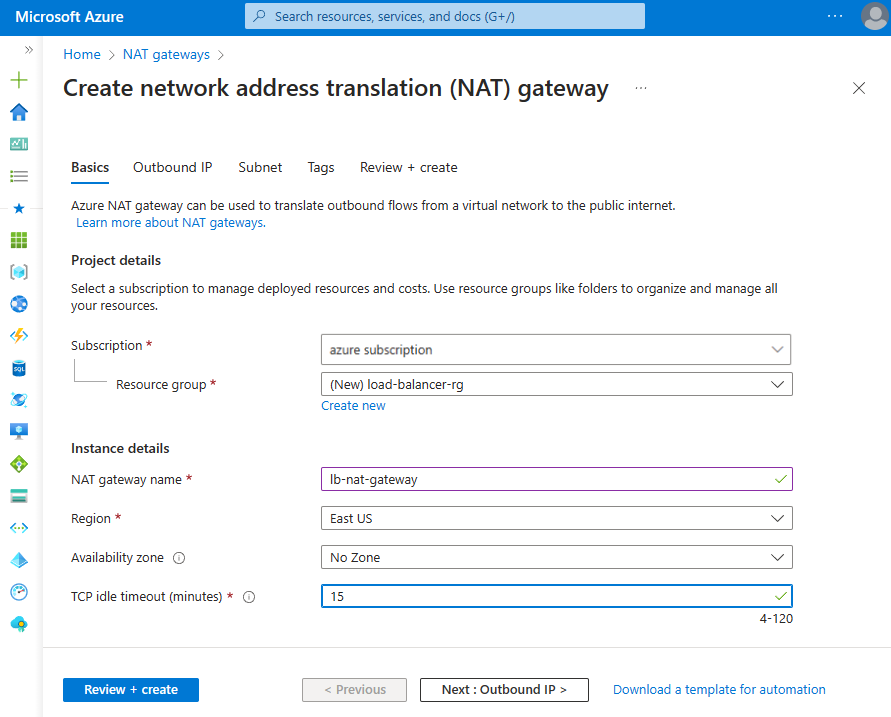 Microsoft Azure
Search resources, services, and docs (G+/)
...
»
Home > NAT gateways >
Create network address translation (NAT) gateway ...
Basics Outbound IP Subnet Tags Review + create
Azure NAT gateway can be used to translate outbound flows from a virtual network to the public internet.
Learn more about NAT gateways.
Project details
Select a subscription to manage deployed resources and costs. Use resource groups like folders to organize and manage all
your resources.
Subscription * azure subscription
Resource group * (New) load-balancer-rg
Create new
Instance details
NAT gateway name * lb-nat-gateway
Region * East US
Availability zone No Zone
TCP idle timeout (minutes) * 15
4-120
Review + create < Previous Next : Outbound IP > Download a template for automation